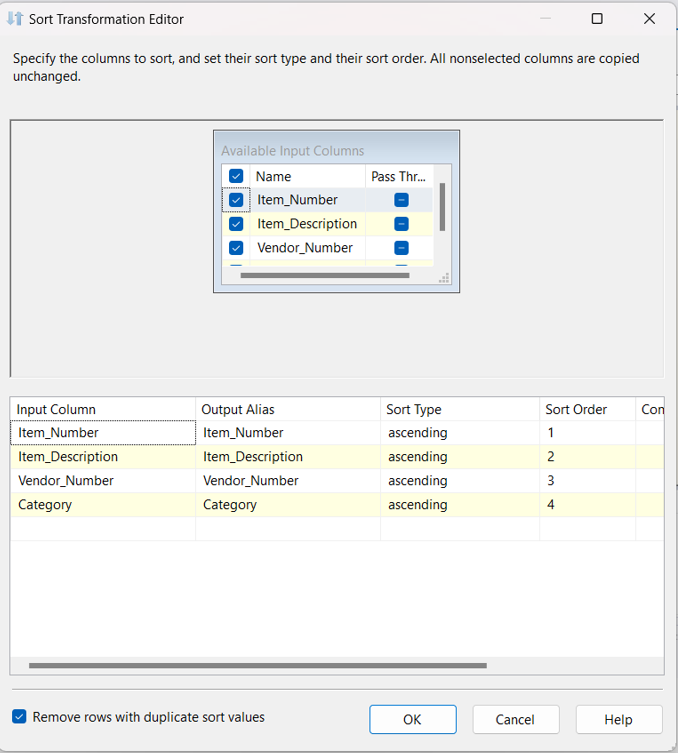 Sort Transformation Editor
Specify the columns to sort, and set their sort type and their sort order. All nonselected columns are copied
unchanged.
Available Input Columns
Name Pass Thr...
Item_Number
Item_Description
Vendor_Number
Input Column Output Alias Sort Type Sort Order Con
Item_Number Item_Number ascending 1
Item_Description Item_Description ascending 2
Vendor_Number Vendor_Number ascending 3
Category Category ascending 4
Remove rows with duplicate sort values OK Cancel Help